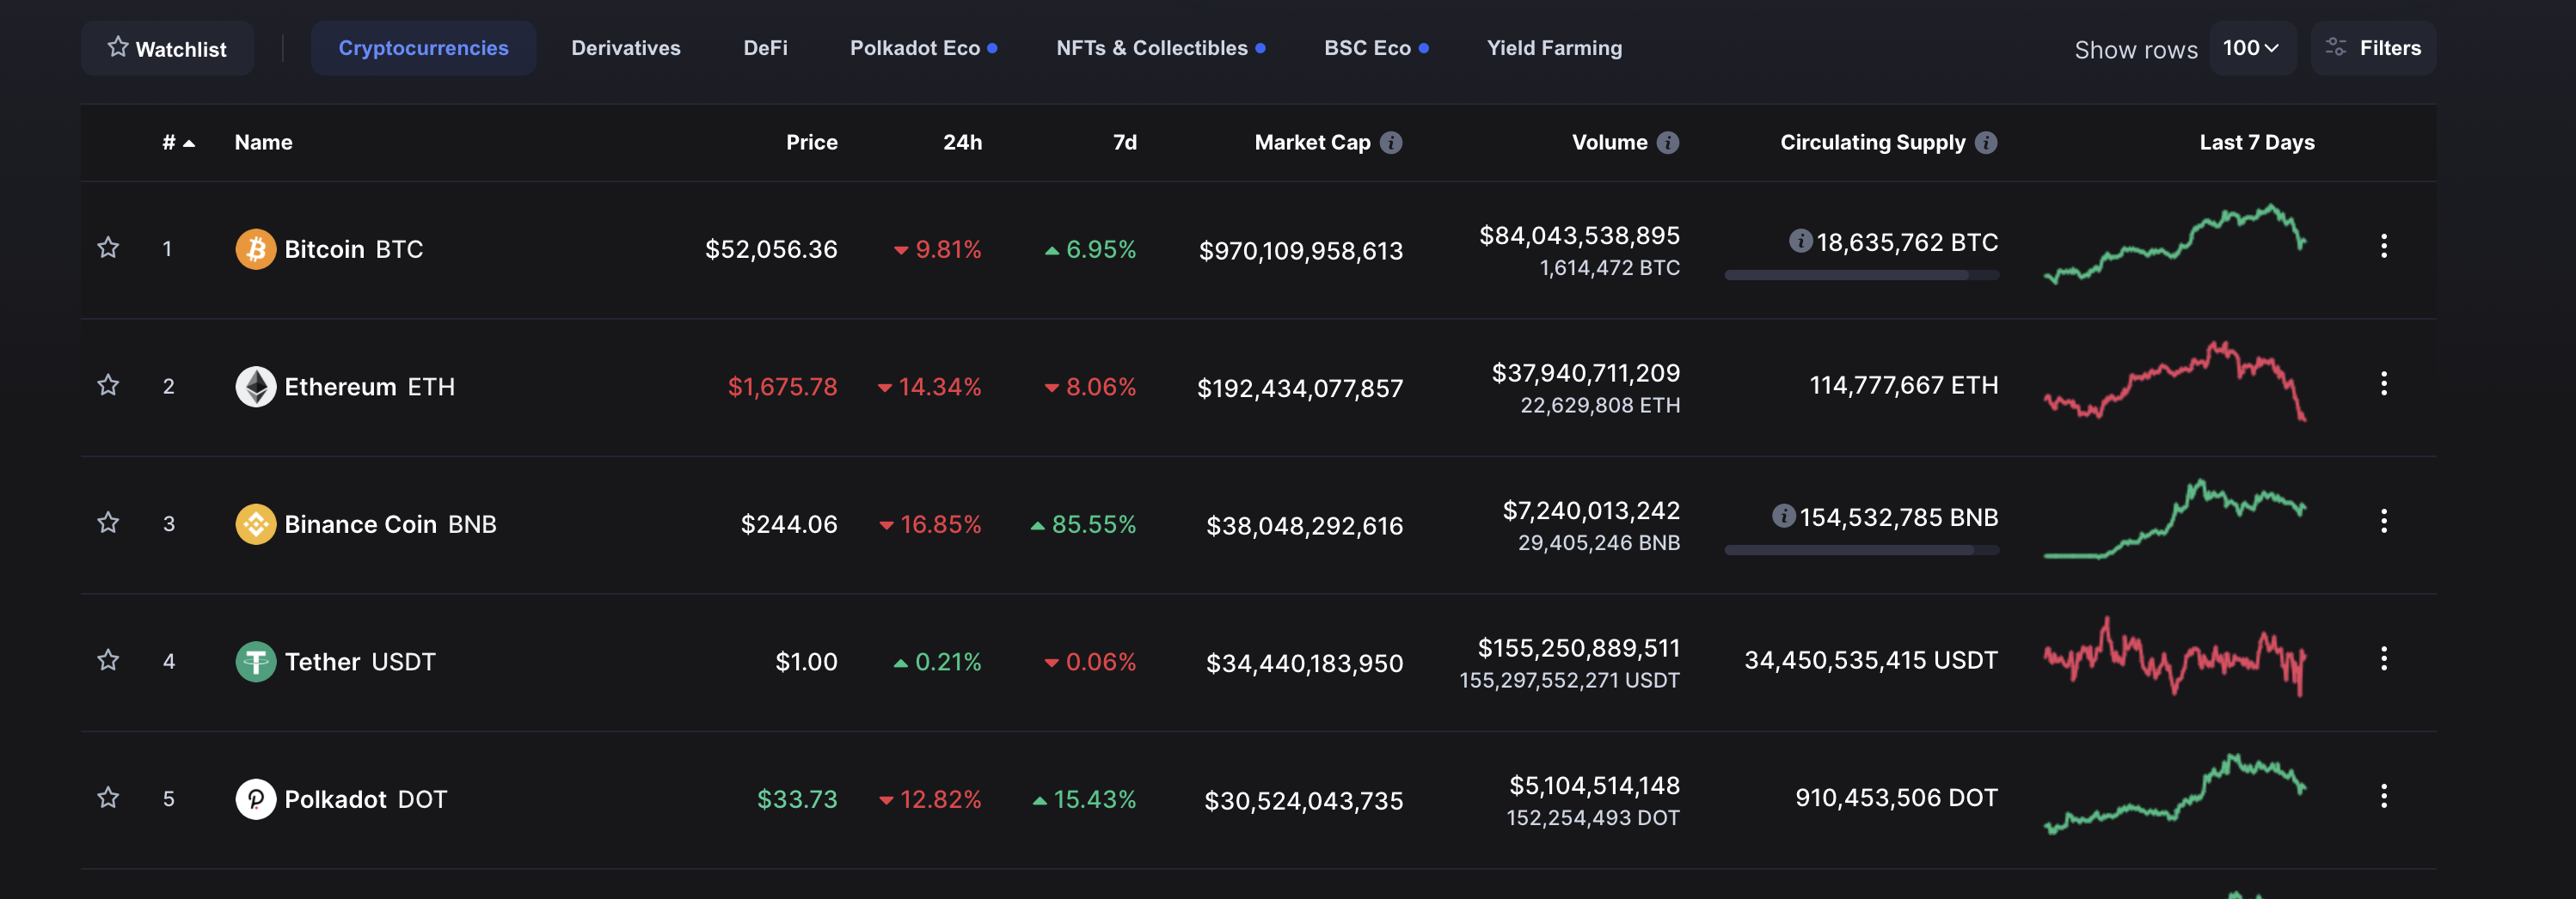 Watchlist Cryptocurrencies Derivatives DeFi Polkadot Eco NFTs & Collectibles BSC Eco Yield Farming Show rows 100 Filters
# Name Price 24h 7d Market Cap Volume Circulating Supply Last 7 Days
1 Bitcoin BTC $52,056.36 9.81% 6.95% $970,109,958,613 $84,043,538,895 18,635,762 BTC
1,614,472 BTC
2 Ethereum ETH $1,675.78 14.34% 8.06% $192,434,077,857 $37,940,711,209 114,777,667 ETH
22,629,808 ETH
3 Binance Coin BNB $244.06 16.85% 85.55% $38,048,292,616 $7,240,013,242 154,532,785 BNB
29,405,246 BNB
4 Tether USDT $1.00 0.21% 0.06% $34,440,183,950 $155,250,889,511 34,450,535,415 USDT
155,297,552,271 USDT
5 Polkadot DOT $33.73 12.82% 15.43% $30,524,043,735 $5,104,514,148 910,453,506 DOT
152,254,493 DOT